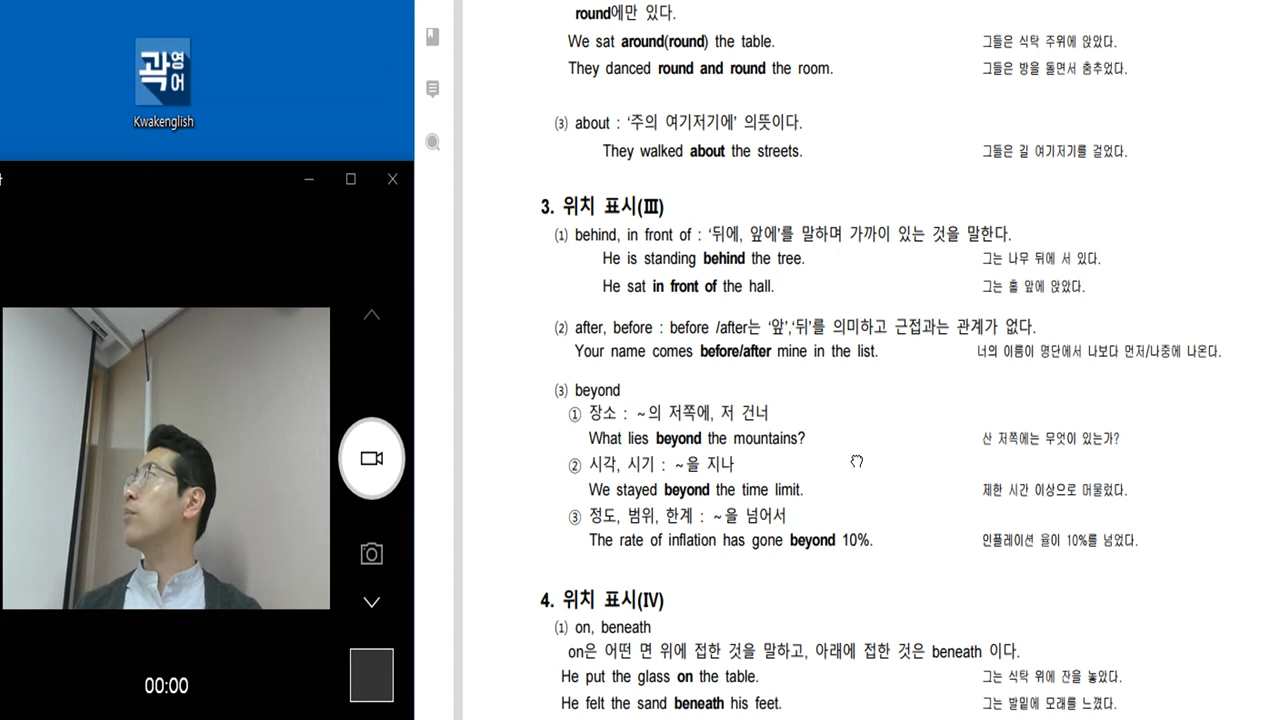 곽영어
Kwakenglish
00:00
round에만 있다.
We sat around(round) the table. 그들은 식탁 주위에 앉았다.
They danced round and round the room. 그들은 방을 돌면서 춤추었다.
(3) about : ‘주의 여기저기에’ 의뜻이다.
They walked about the streets. 그들은 길 여기저기를 걸었다.
3. 위치 표시(Ⅲ)
(1) behind, in front of : ‘뒤에, 앞에’를 말하며 가까이 있는 것을 말한다.
He is standing behind the tree. 그는 나무 뒤에 서 있다.
He sat in front of the hall. 그는 홀 앞에 앉았다.
(2) after, before : before /after는 ‘앞’,‘뒤’를 의미하고 근접과는 관계가 없다.
Your name comes before/after mine in the list. 너의 이름이 명단에서 나보다 먼저/나중에 나온다.
(3) beyond
① 장소 : ~의 저쪽에, 저 건너
What lies beyond the mountains? 산 저쪽에는 무엇이 있는가?
② 시각, 시기 : ~을 지나
We stayed beyond the time limit. 제한 시간 이상으로 머물렀다.
③ 정도, 범위, 한계 : ~을 넘어서
The rate of inflation has gone beyond 10%. 인플레이션 율이 10%를 넘었다.
4. 위치 표시(Ⅳ)
(1) on, beneath
on은 어떤 면 위에 접한 것을 말하고, 아래에 접한 것은 beneath 이다.
He put the glass on the table. 그는 식탁 위에 잔을 놓았다.
He felt the sand beneath his feet. 그는 발밑에 모래를 느꼈다.